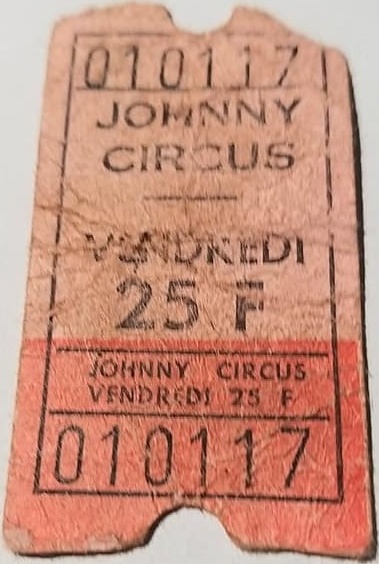 010117
JOHNNY
CIRCUS
VENDREDI
25 F
JOHNNY CIRCUS
VENDREDI 25 F
010117